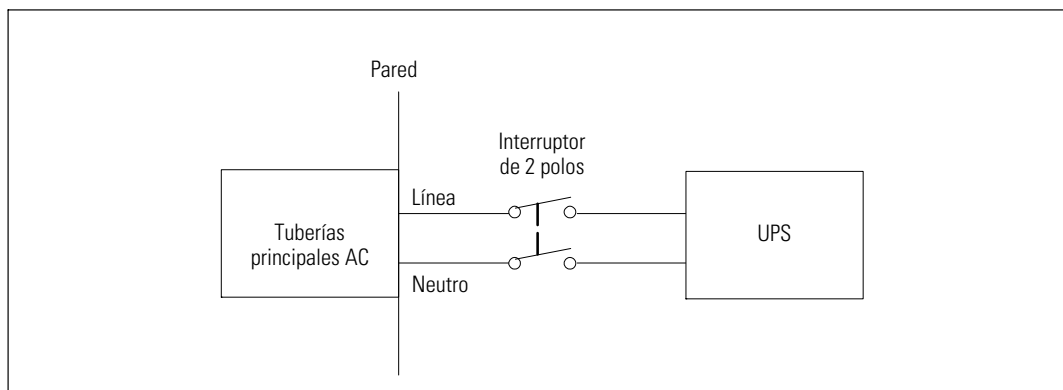 Pared
Interruptor
de 2 polos
Línea
Tuberías
principales AC
UPS
Neutro